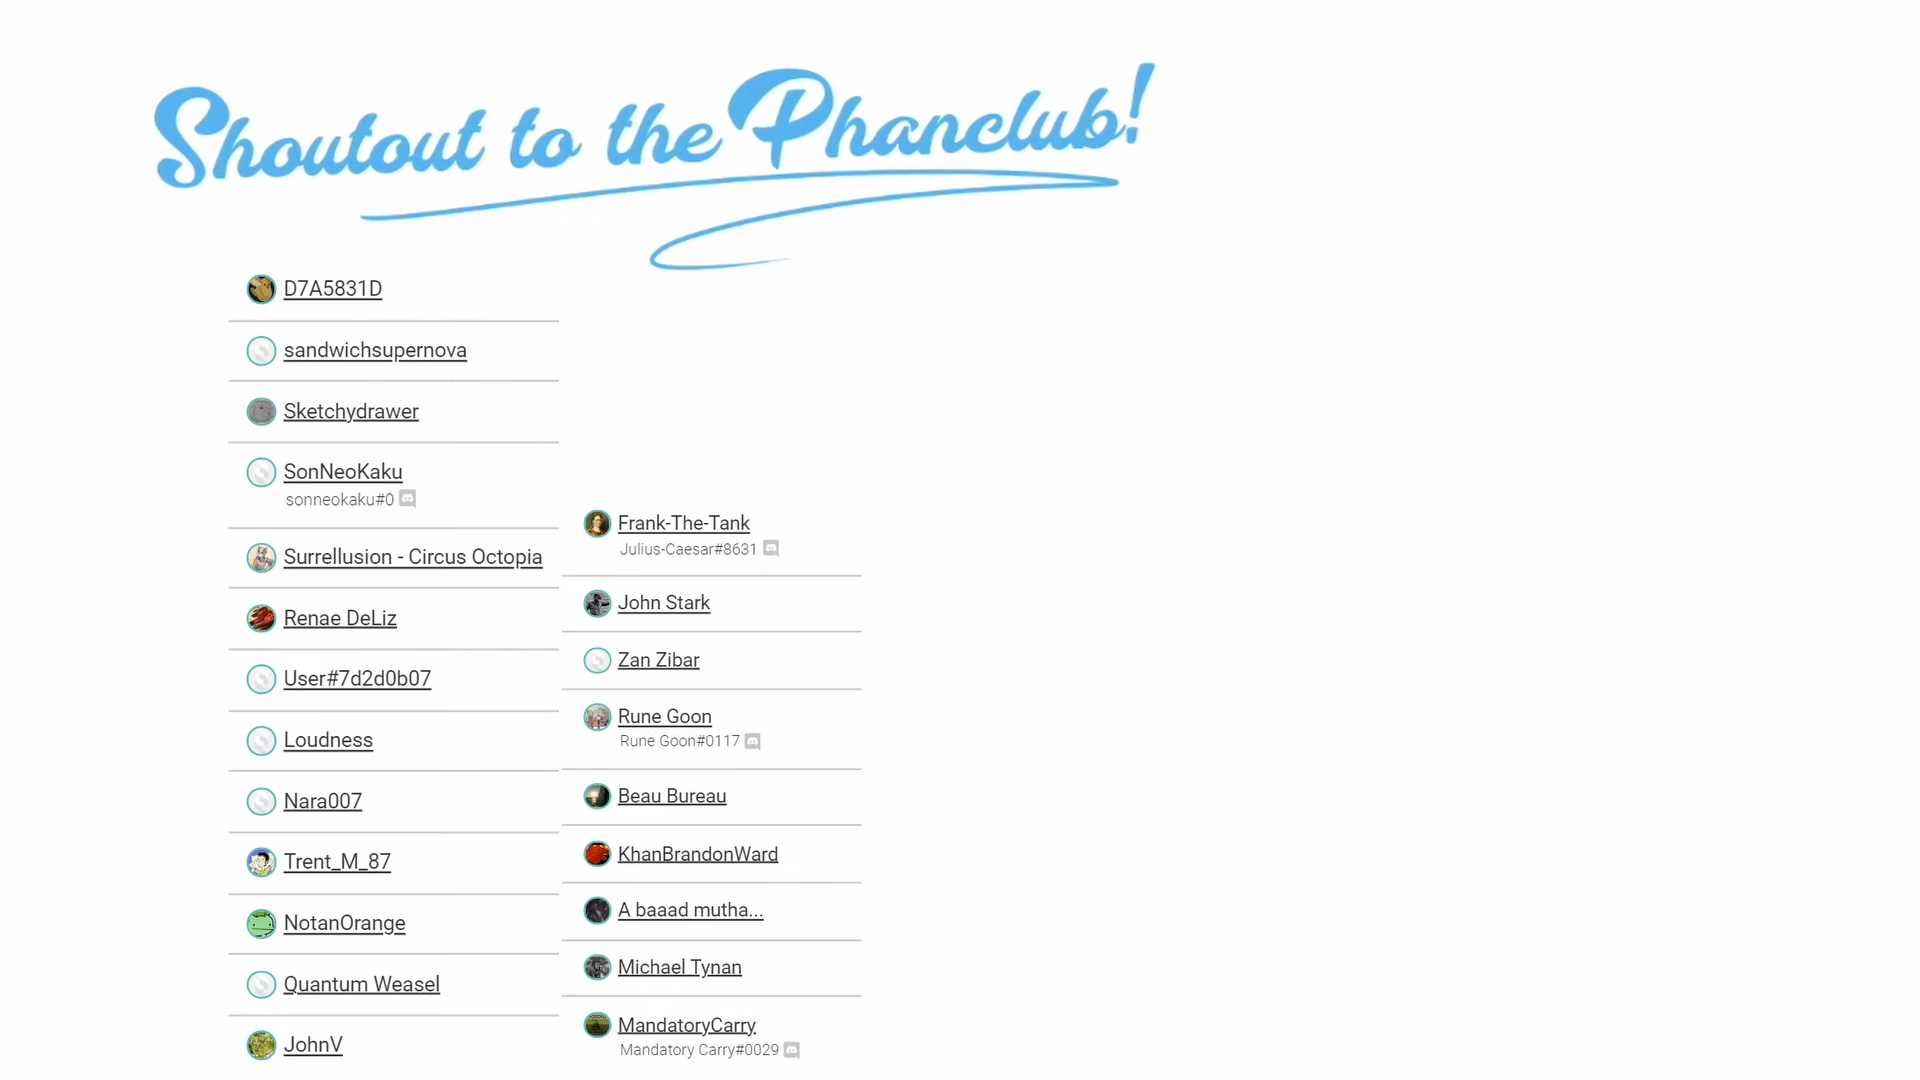 Shoutout to the Phanclub!
D7A5831D
sandwichsupernova
Sketchydrawer
SonNeoKaku
sonneokaku#0
Surrellusion - Circus Octopia
Renae DeLiz
User#7d2d0b07
Loudness
Nara007
Trent_M_87
NotanOrange
Quantum Weasel
JohnV
Frank-The-Tank
Julius-Caesar#8631
John Stark
Zan Zibar
Rune Goon
Rune Goon#0117
Beau Bureau
KhanBrandonWard
A baaad mutha...
Michael Tynan
MandatoryCarry
Mandatory Carry#0029